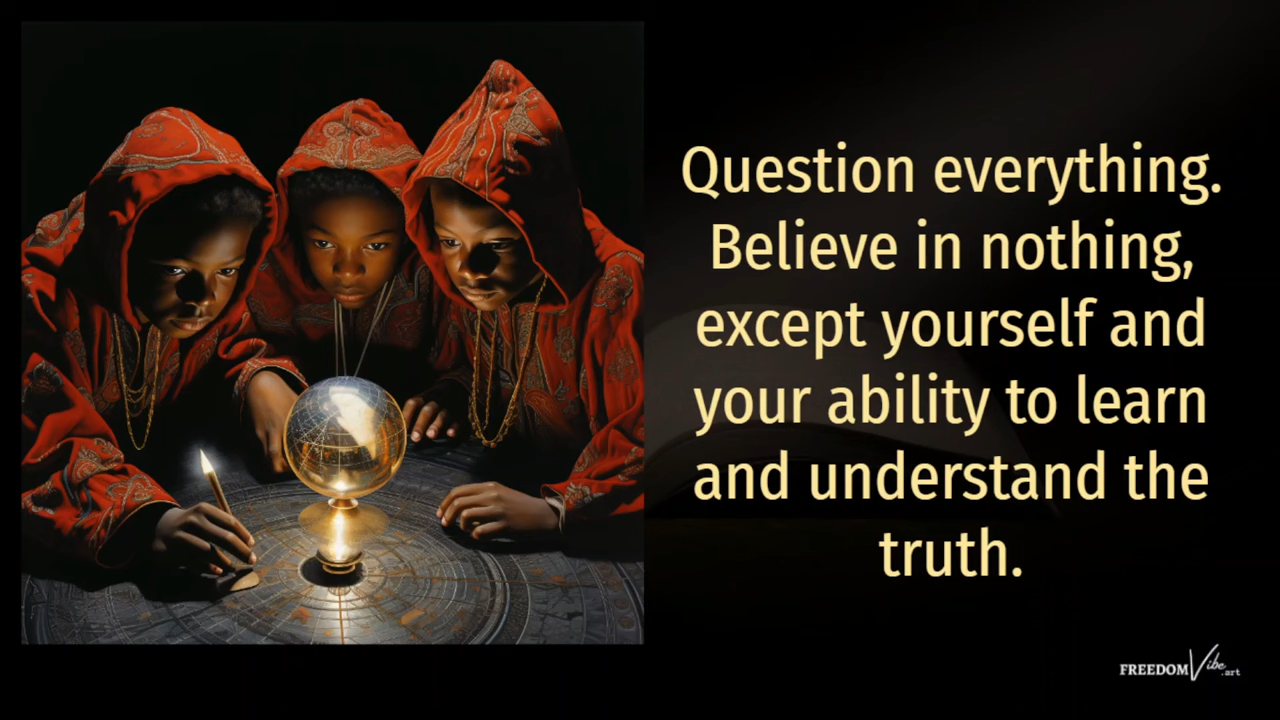 Question everything.
Believe in nothing,
except yourself and
your ability to learn
and understand the
truth.
FREEDOM Vibe.art